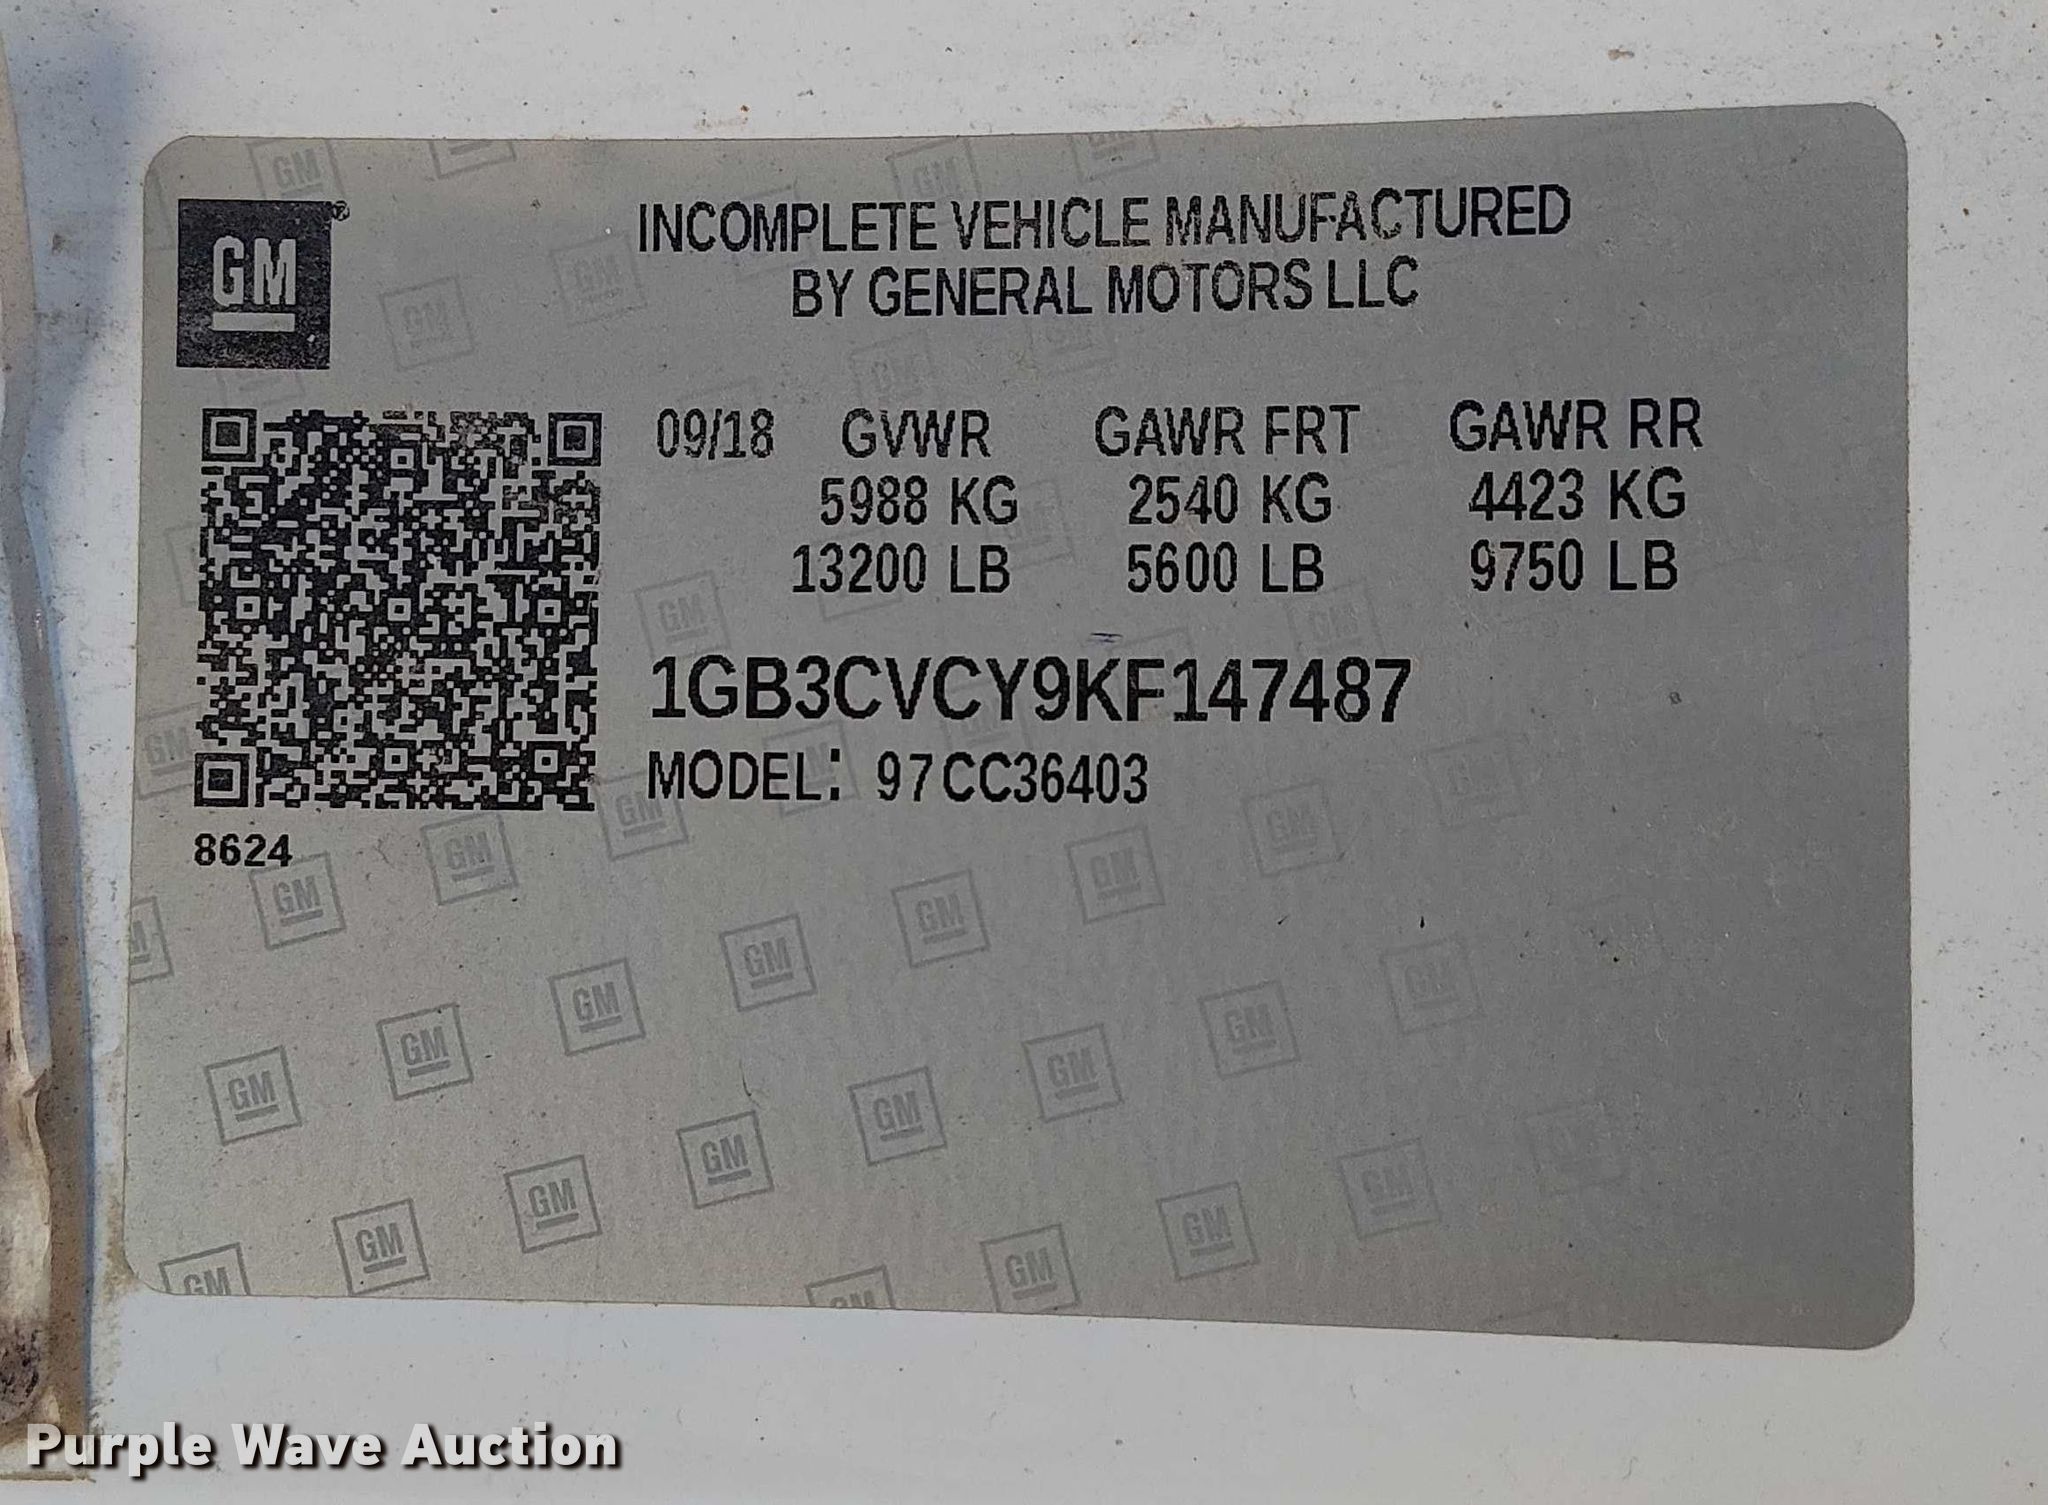 GM
INCOMPLETE VEHICLE MANUFACTURED
BY GENERAL MOTORS LLC
09/18 GVWR GAWR FRT GAWR RR
5988 KG 2540 KG 4423 KG
13200 LB 5600 LB 9750 LB
1GB3CVCY9KF147487
MODEL: 97CC36403
8624
Purple Wave Auction